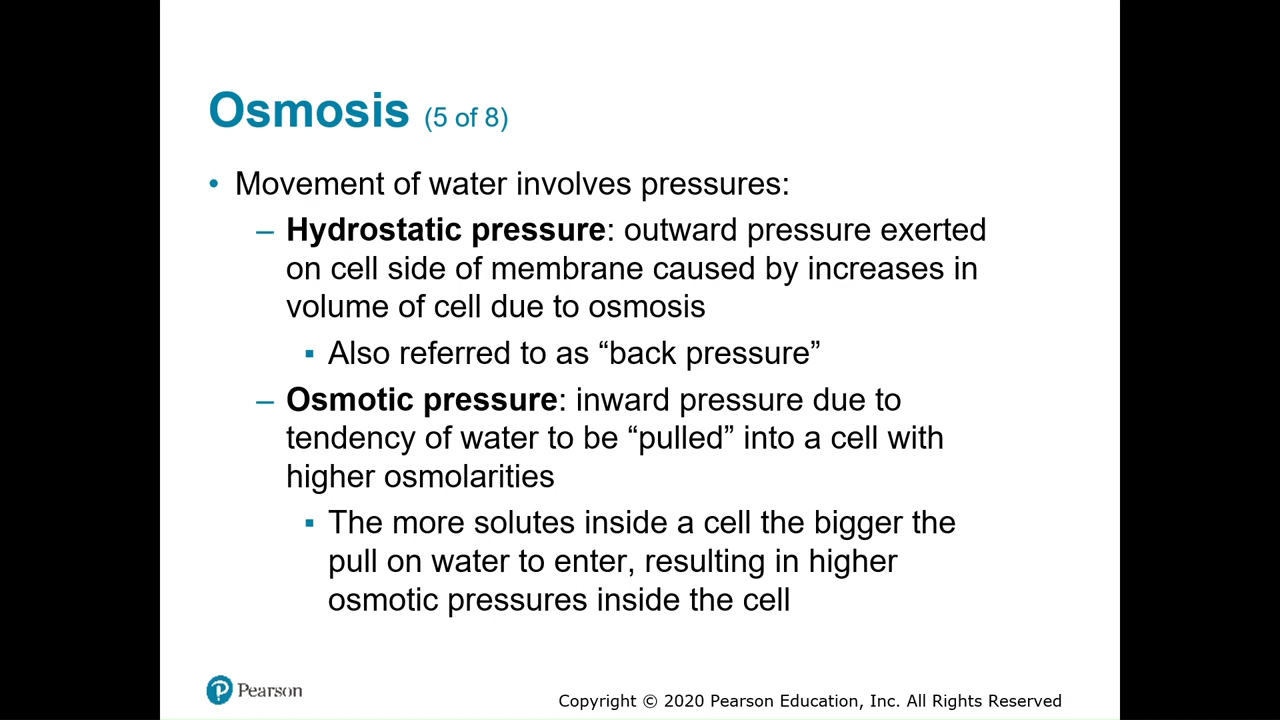 Osmosis (5 of 8)
• Movement of water involves pressures:
– Hydrostatic pressure: outward pressure exerted
on cell side of membrane caused by increases in
volume of cell due to osmosis
▪ Also referred to as “back pressure”
– Osmotic pressure: inward pressure due to
tendency of water to be “pulled” into a cell with
higher osmolarities
▪ The more solutes inside a cell the bigger the
pull on water to enter, resulting in higher
osmotic pressures inside the cell
Pearson
Copyright © 2020 Pearson Education, Inc. All Rights Reserved